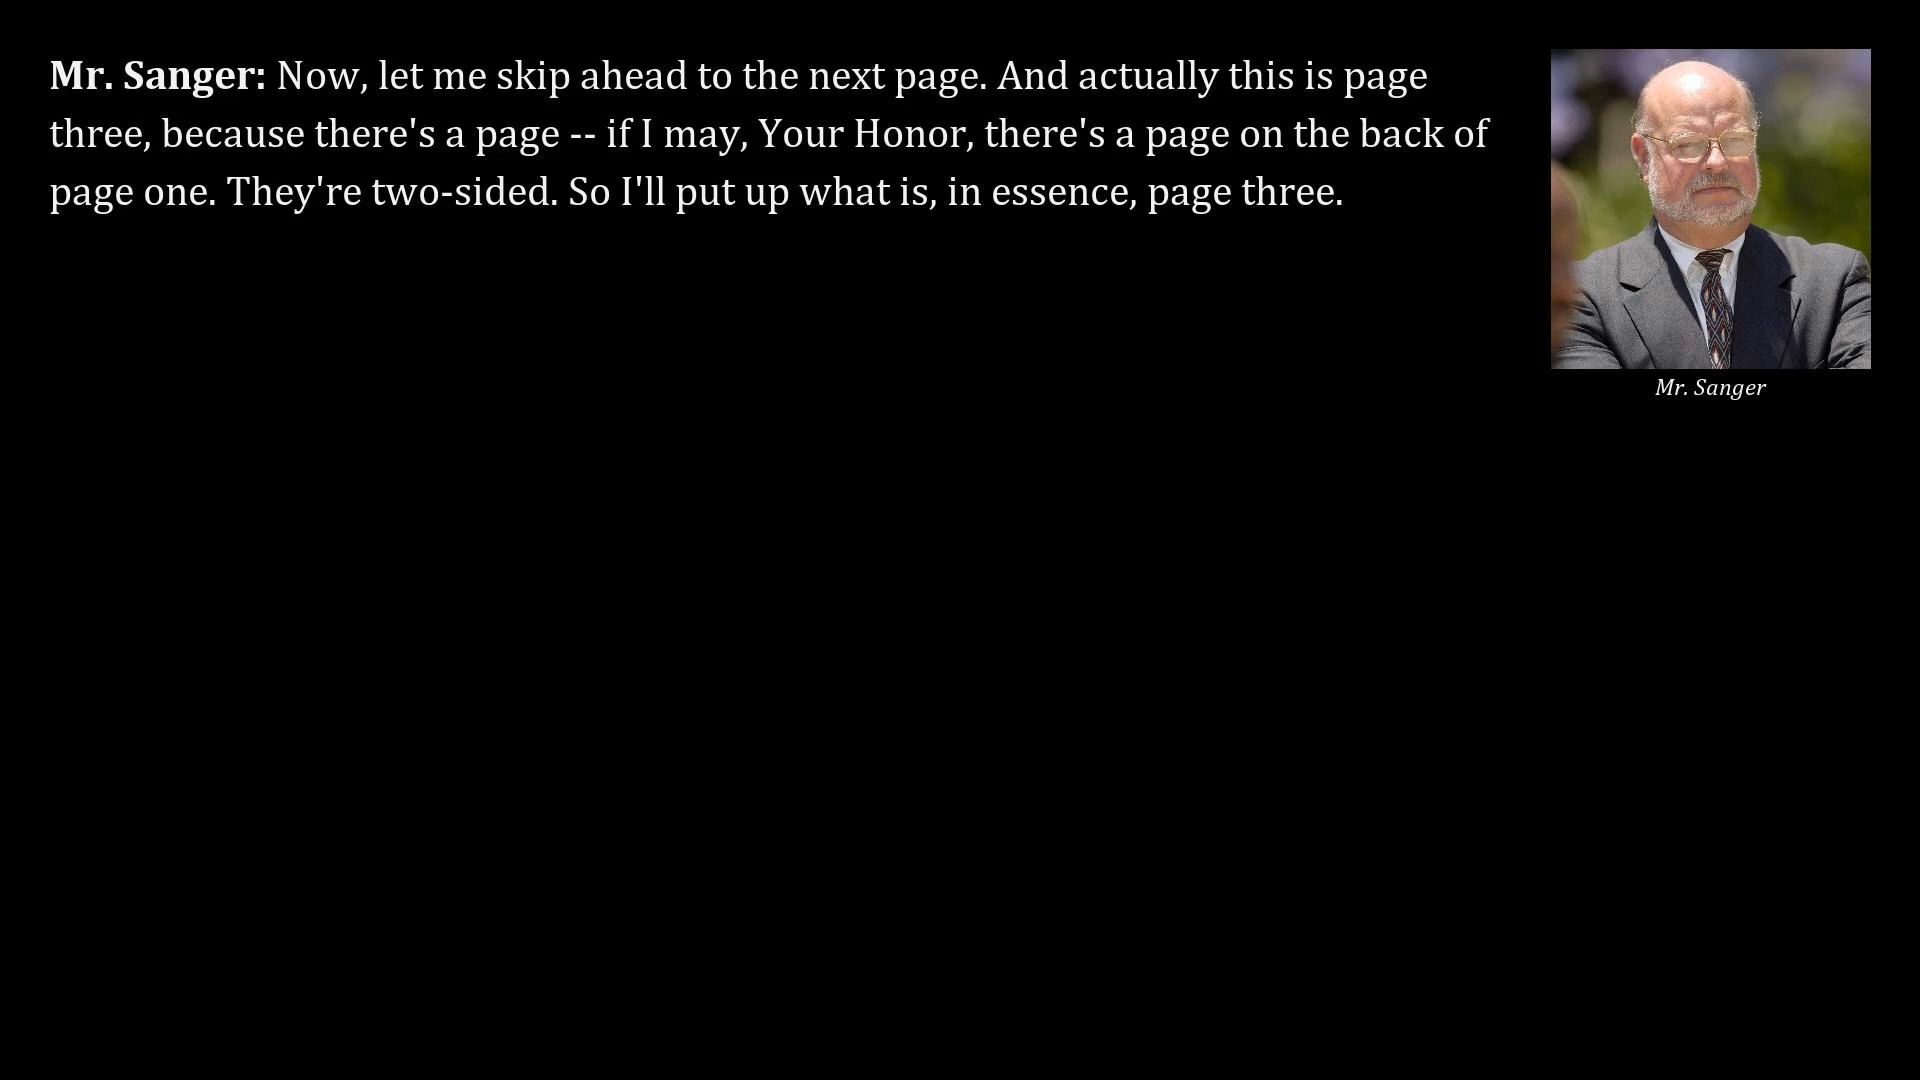 Mr. Sanger: Now, let me skip ahead to the next page. And actually this is page
three, because there's a page -- if I may, Your Honor, there's a page on the back of
page one. They're two-sided. So I'll put up what is, in essence, page three.
Mr. Sanger